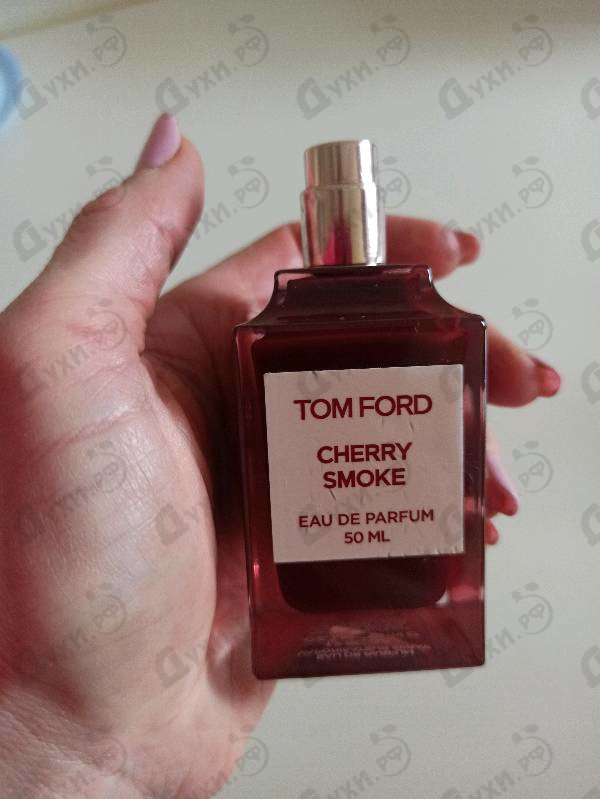 TOM FORD
CHERRY
SMOKE
EAU DE PARFUM
50 ML
Духи.РФ